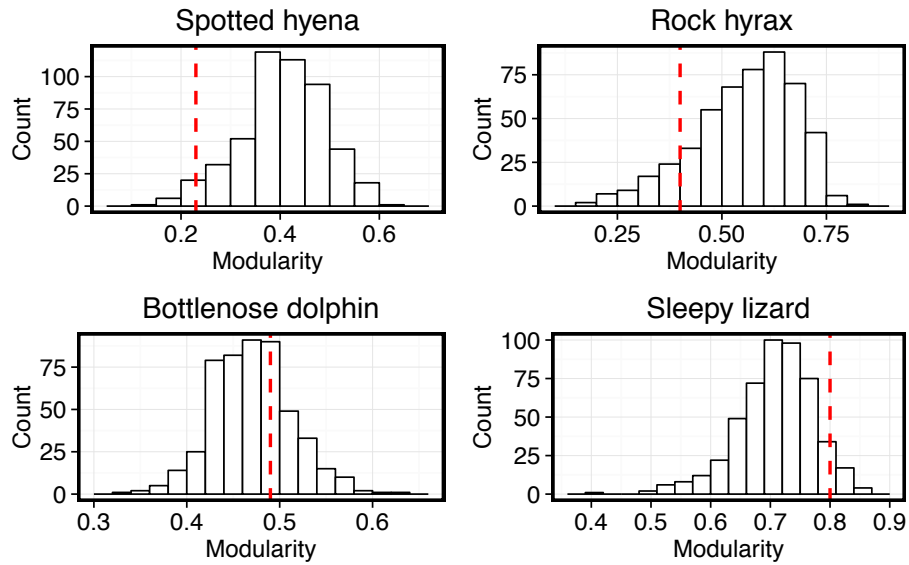 Spotted hyena
Count
100
75
50
25
0
0.2 0.4 0.6
Modularity
Rock hyrax
Count
75
50
25
0
0.25 0.50 0.75
Modularity
Bottlenose dolphin
Count
75
50
25
0
0.3 0.4 0.5 0.6
Modularity
Sleepy lizard
Count
100
75
50
25
0
0.4 0.5 0.6 0.7 0.8 0.9
Modularity